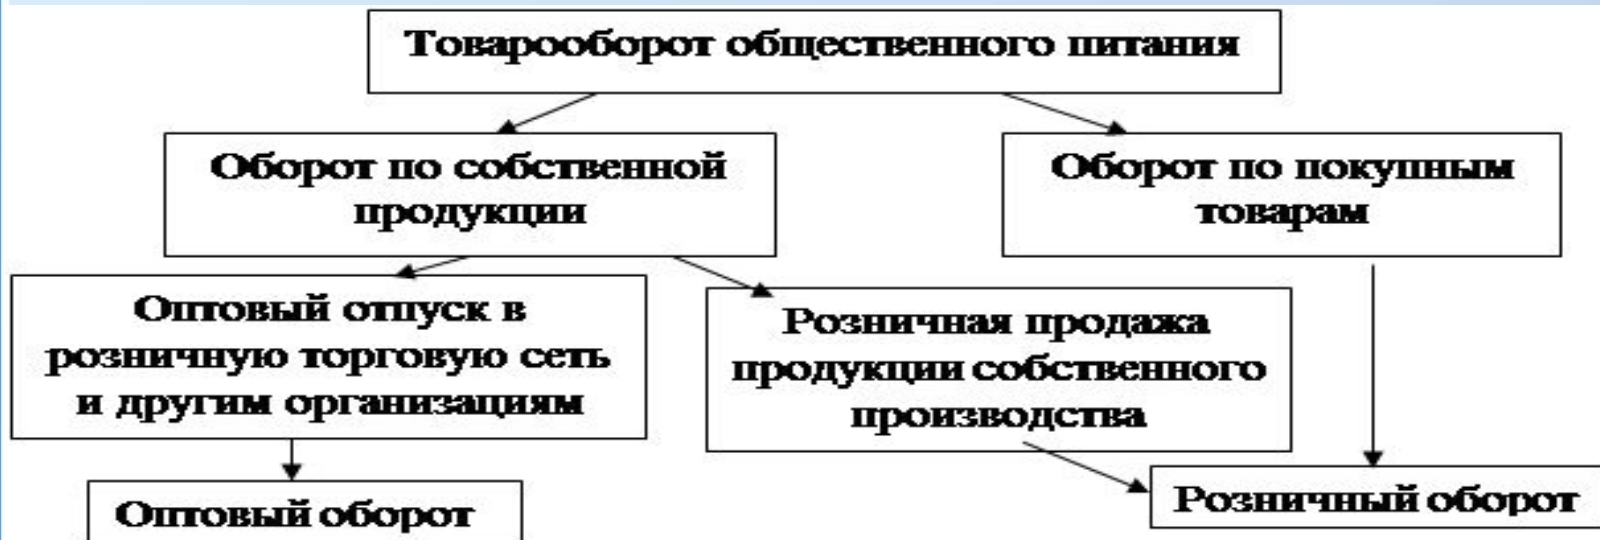 Товарооборот общественного питания
Оборот по собственной
продукции
Оборот по покупным
товарам
Оптовый отпуск в
розничную торговую сеть
и другим организациям
Розничная продажа
продукции собственного
производства
Оптовый оборот
Розничный оборот